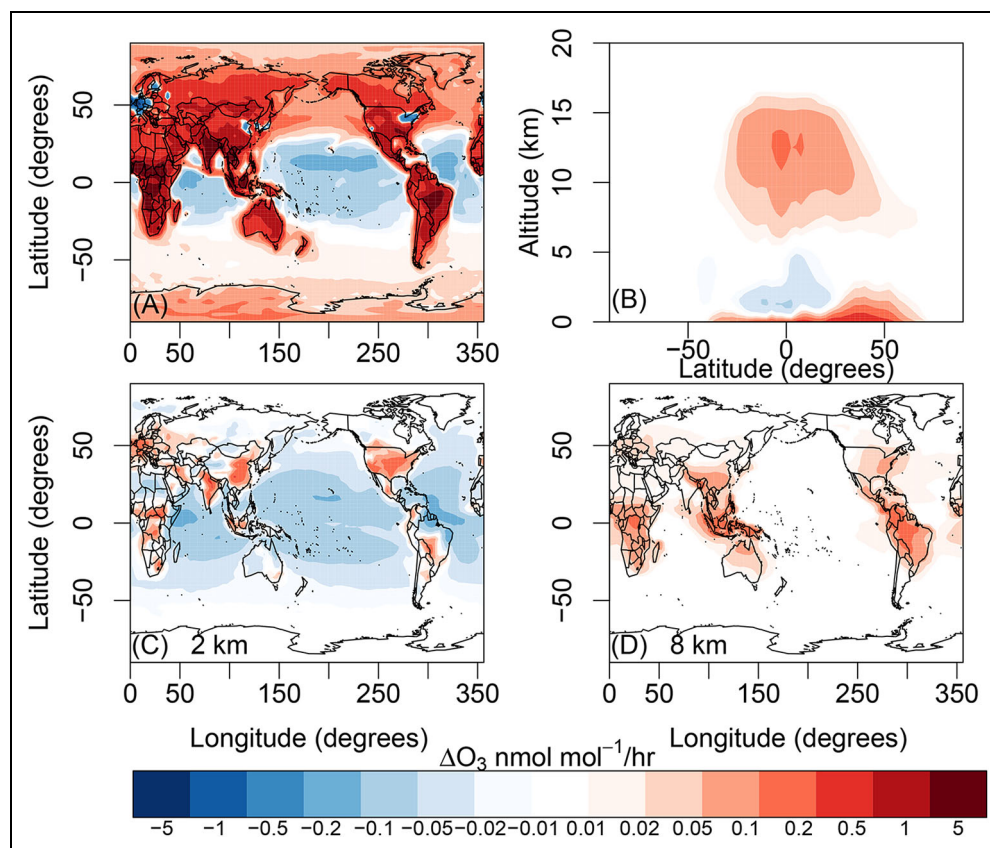 20
15
10
5
0
Altitude (km)
50
0
−50
Latitude (degrees)
(A)
(B)
0 50 150 250 350
−50 0 50
Latitude (degrees)
50
0
−50
Latitude (degrees)
50
0
−50
(C) 2 km
(D) 8 km
0 50 150 250 350
0 50 150 250 350
Longitude (degrees)
Longitude (degrees)
ΔO₃ nmol mol⁻¹/hr
−5 −1 −0.5 −0.2 −0.1 −0.05 −0.02 −0.01 0.01 0.02 0.05 0.1 0.2 0.5 1 5